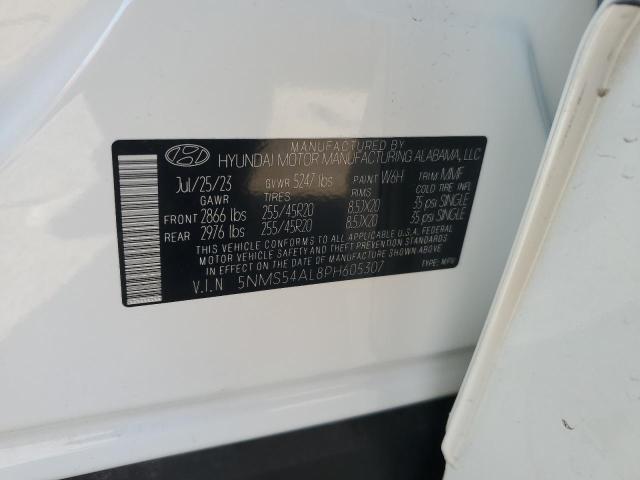 MANUFACTURED BY
HYUNDAI MOTOR MANUFACTURING ALABAMA, LLC
Jul/25/23 GVWR 5247 lbs PAINT W6H TRIM MMF
GAWR TIRES RIMS COLD TIRE INFL
FRONT 2866 lbs 255/45R20 8.5JX20 35 psi SINGLE
REAR 2976 lbs 255/45R20 8.5JX20 35 psi SINGLE
THIS VEHICLE CONFORMS TO ALL APPLICABLE U.S.A. FEDERAL
MOTOR VEHICLE SAFETY STANDARDS IN EFFECT ON THE
DATE OF MANUFACTURE SHOWN ABOVE
V.I.N 5NMS54AL8PH605307 TYPE: MPV